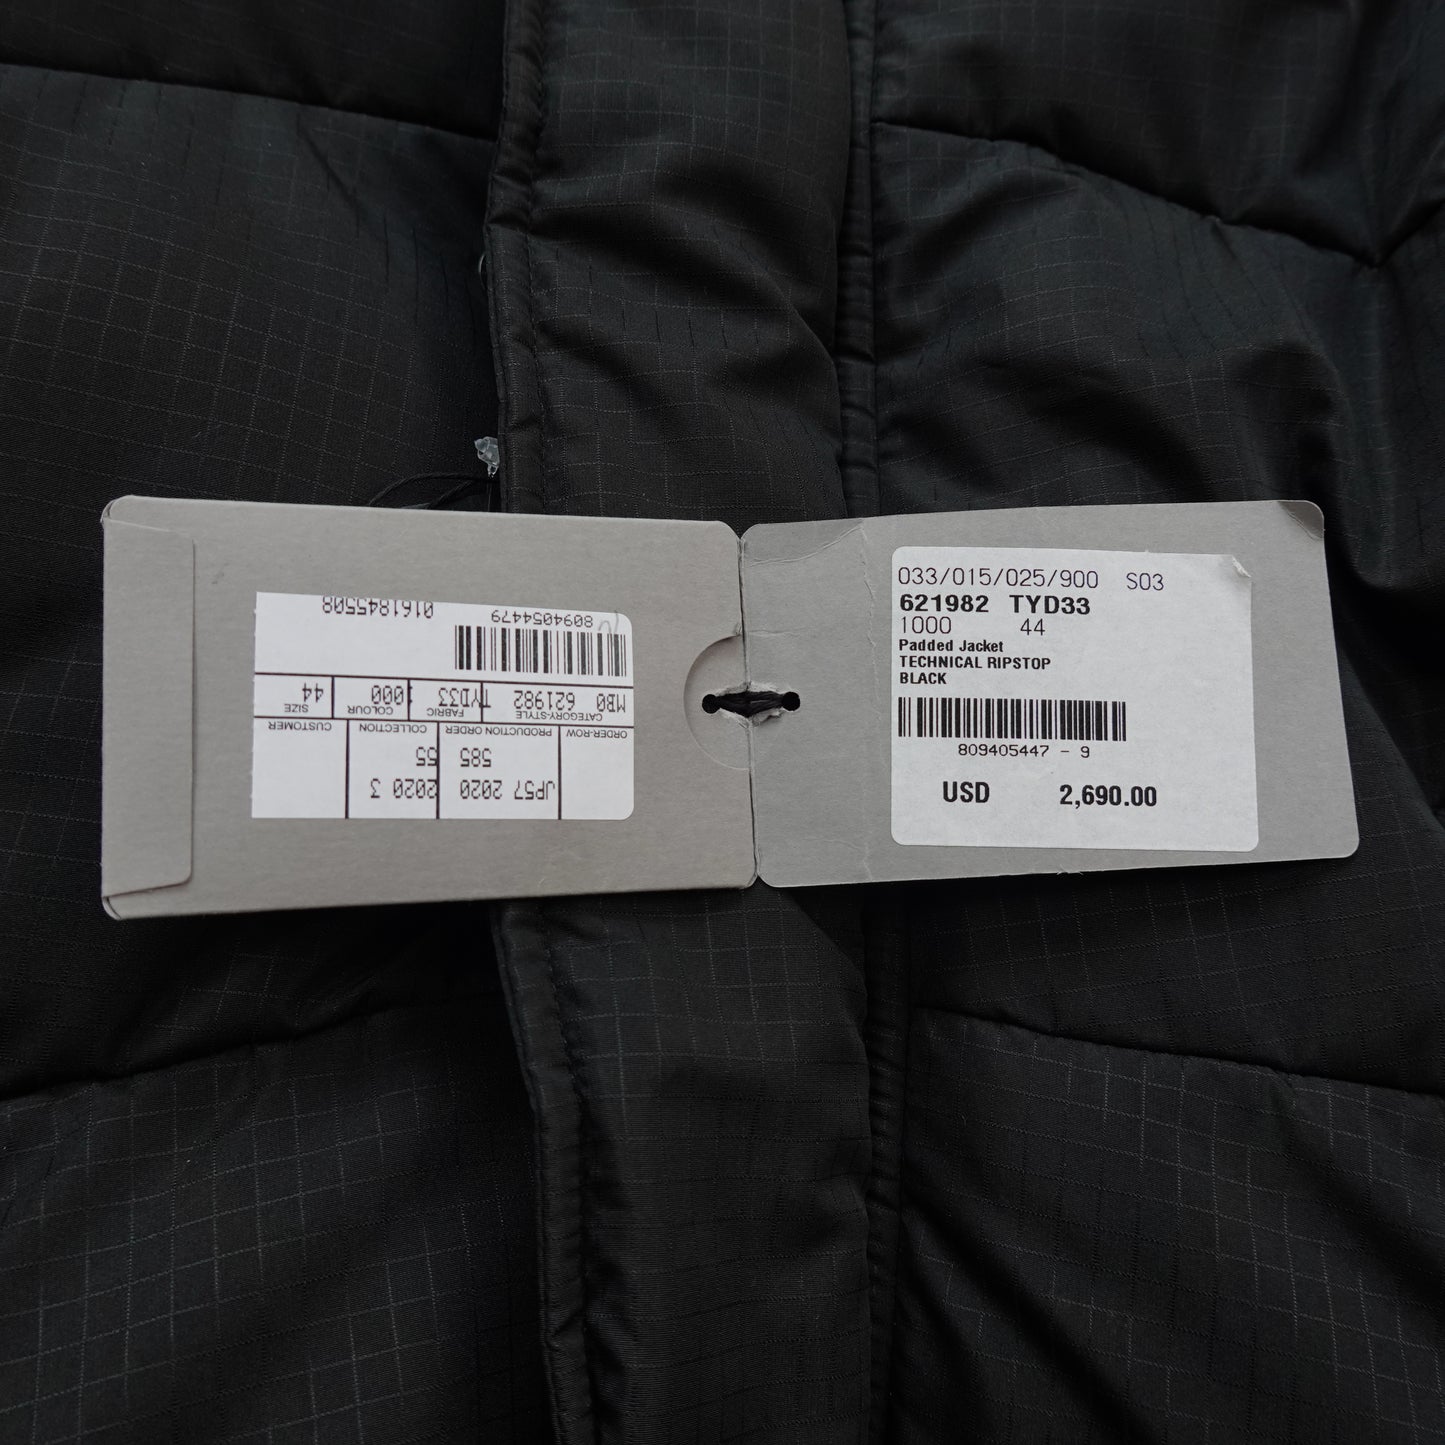 ORDER-ROW PRODUCTION ORDER COLLECTION CUSTOMER
585 55
JP57 2020 2020 3
CATEGORY-STYLE FABRIC COLOUR SIZE
MB0 621982 TYD33 1000 44
80940544479
0161845508
033/015/025/900 S03
621982 TYD33
1000 44
Padded Jacket
TECHNICAL RIPSTOP
BLACK
809405447 - 9
USD 2,690.00